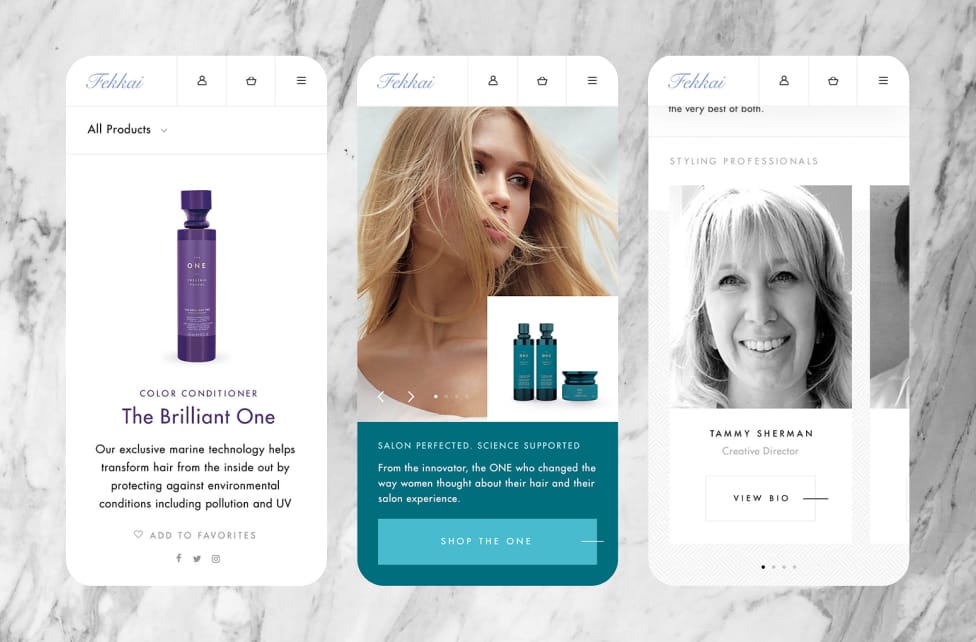 Fekkai
All Products
ONE
COLOR CONDITIONER
The Brilliant One
Our exclusive marine technology helps
transform hair from the inside out by
protecting against environmental
conditions including pollution and UV
ADD TO FAVORITES
Fekkai
ONE
ONE
SALON PERFECTED. SCIENCE SUPPORTED
From the innovator, the ONE who changed the
way women thought about their hair and their
salon experience.
SHOP THE ONE
Fekkai
the very best of both.
STYLING PROFESSIONALS
TAMMY SHERMAN
Creative Director
VIEW BIO